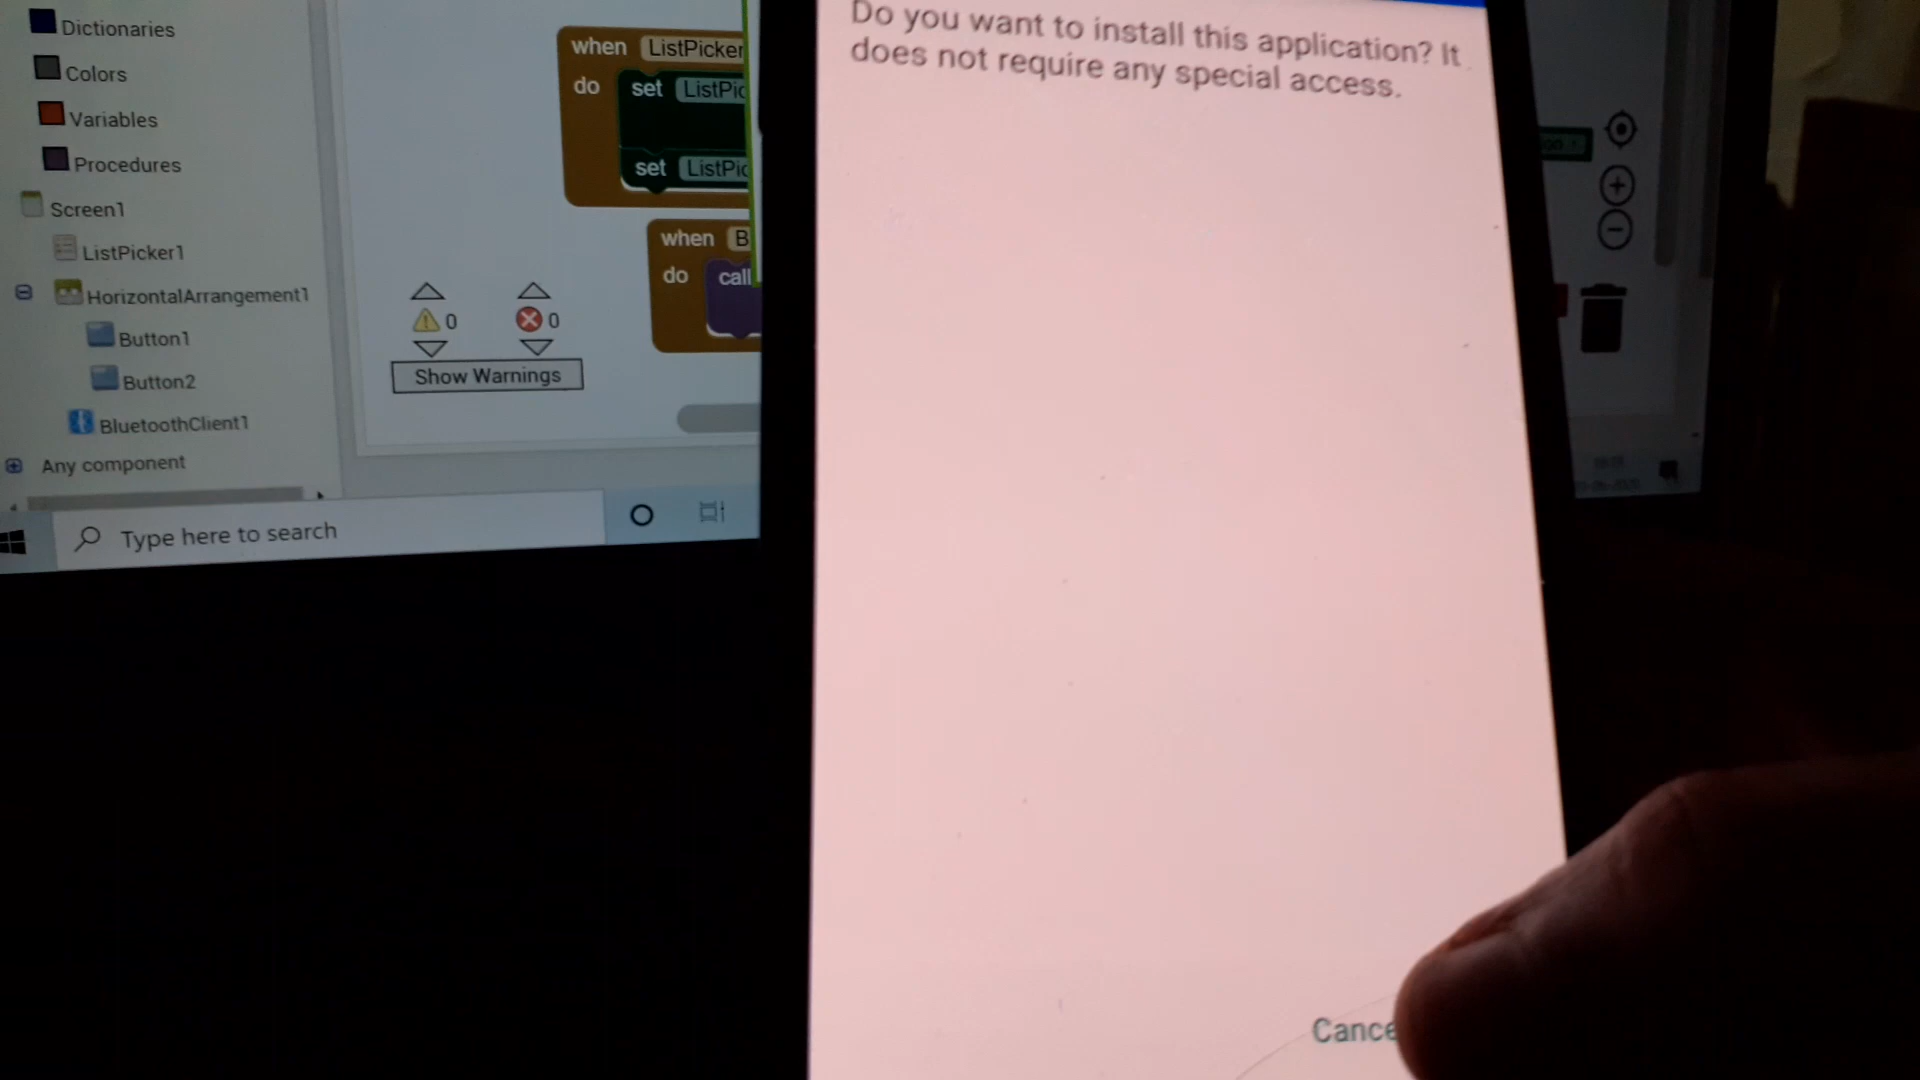 Dictionaries
Colors
Variables
Procedures
Screen1
ListPicker1
HorizontalArrangement1
Button1
Button2
BluetoothClient1
Any component
when ListPicker
do set ListPic
set ListPic
when B
do call
0 0
Show Warnings
Type here to search
Do you want to install this application? It
does not require any special access.
Cance